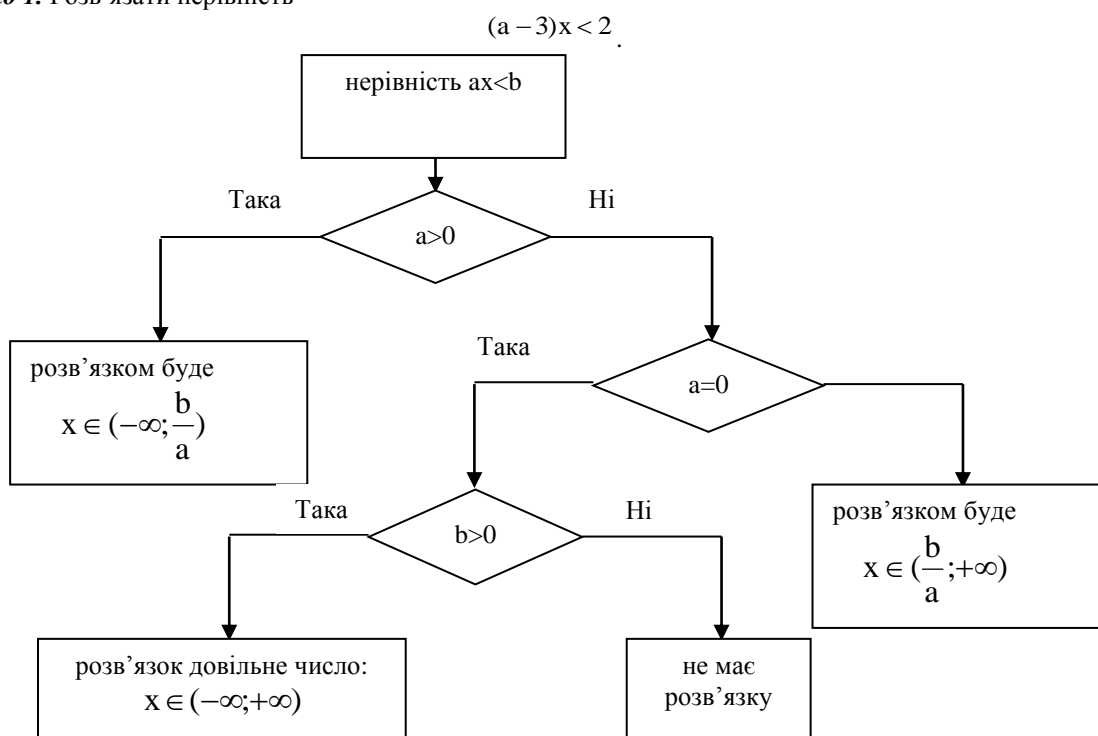 1. Розв’язати нерівність
(a – 3)x < 2 .
нерівність ax<b
Така
Ні
a>0
розв’язком буде
x ∈ (−∞; b/a)
Така
a=0
Така
Ні
b>0
розв’язком буде
x ∈ (b/a; +∞)
розв’язок довільне число:
x ∈ (−∞;+∞)
не має
розв’язку